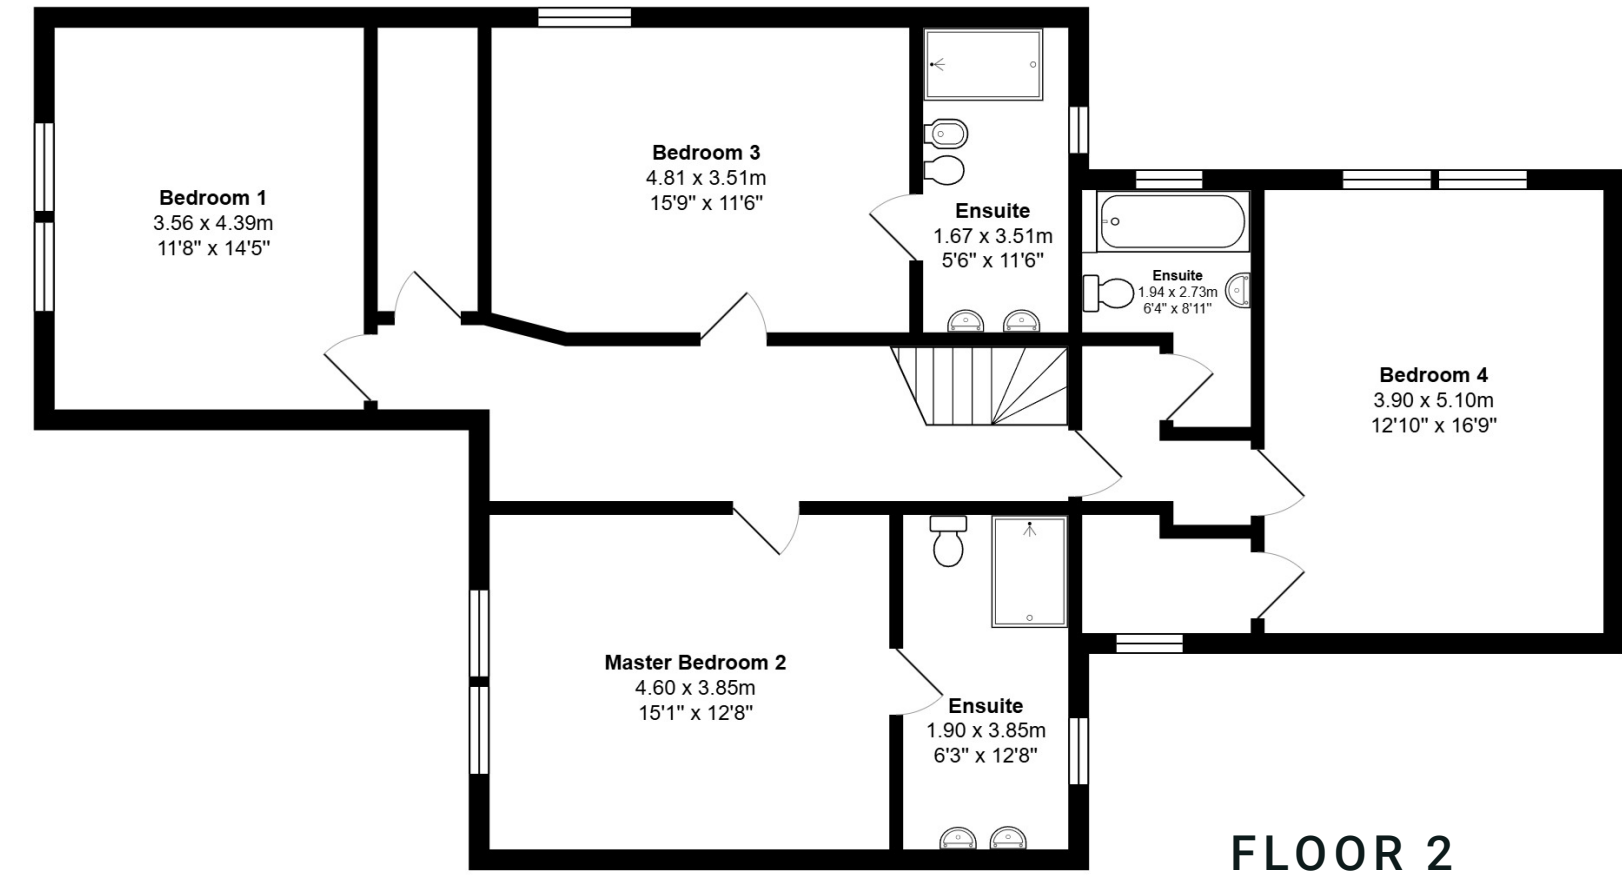 Bedroom 1
3.56 x 4.39m
11'8" x 14'5"
Bedroom 3
4.81 x 3.51m
15'9" x 11'6"
Ensuite
1.67 x 3.51m
5'6" x 11'6"
Ensuite
1.94 x 2.73m
6'4" x 8'11"
Bedroom 4
3.90 x 5.10m
12'10" x 16'9"
Master Bedroom 2
4.60 x 3.85m
15'1" x 12'8"
Ensuite
1.90 x 3.85m
6'3" x 12'8"
FLOOR 2